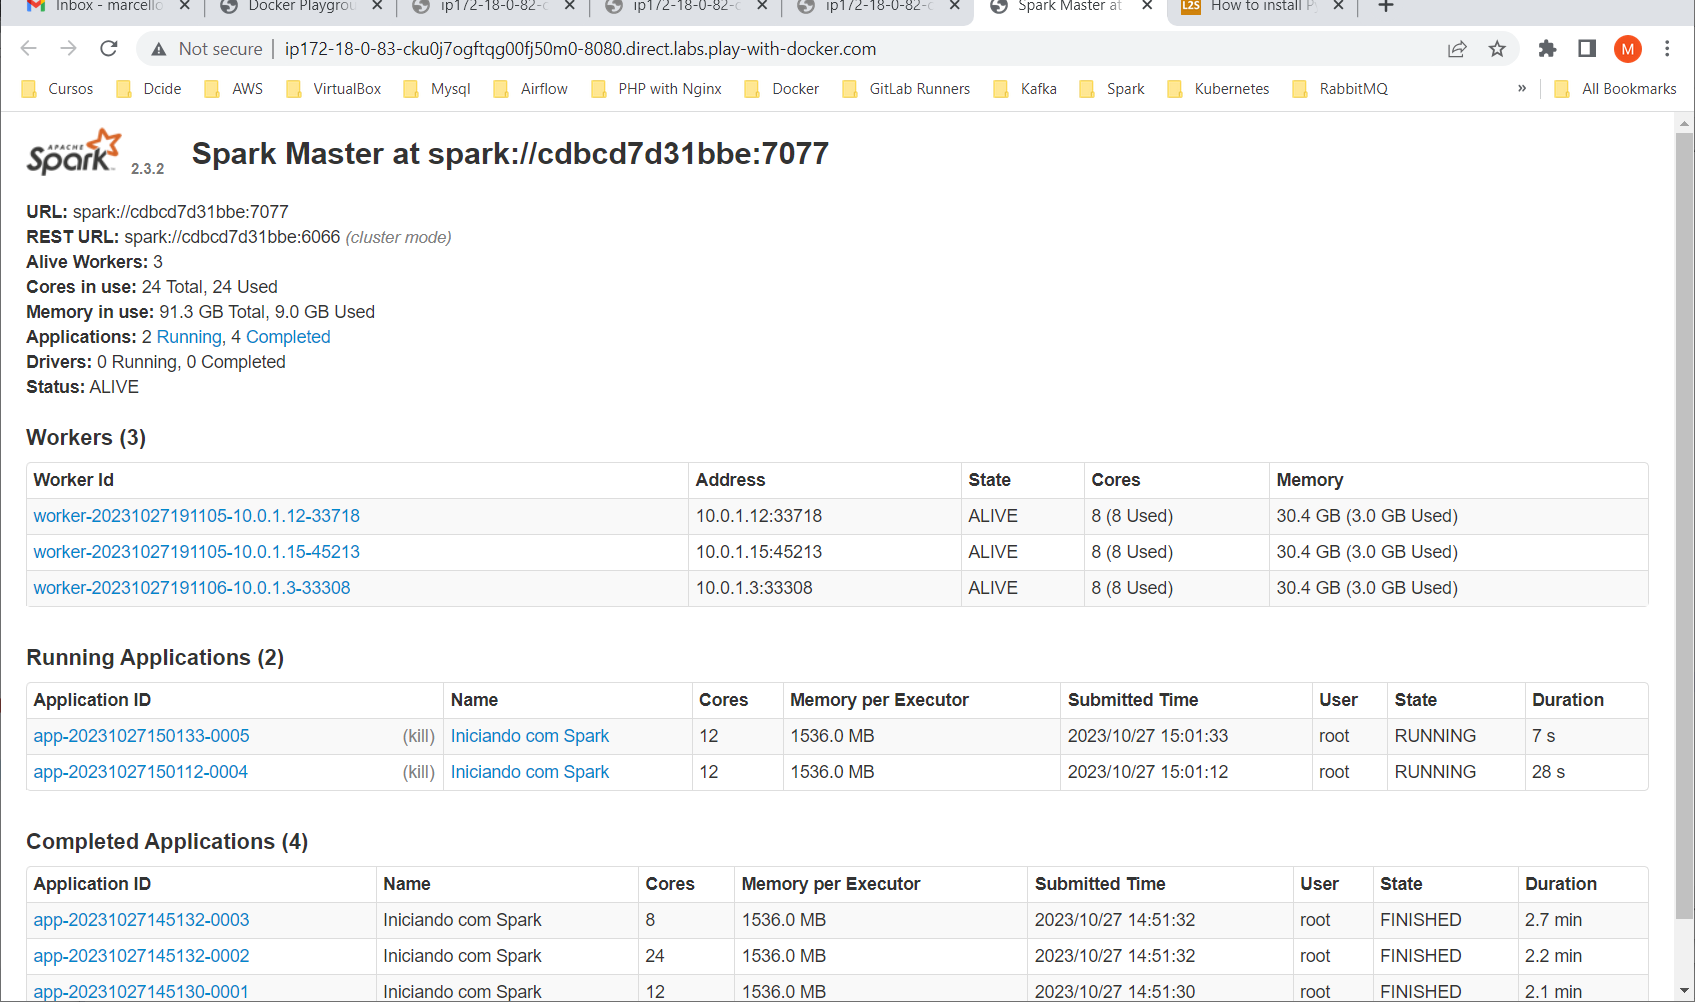 Inbox - marcello
Docker Playgrou
ip172-18-0-82-c
ip172-18-0-82-c
ip172-18-0-82-c
Spark Master at
L2S How to install Py
Not secure | ip172-18-0-83-cku0j7ogftqg00fj50m0-8080.direct.labs.play-with-docker.com
M
Cursos Dcide AWS VirtualBox Mysql Airflow PHP with Nginx Docker GitLab Runners Kafka Spark Kubernetes RabbitMQ » All Bookmarks
APACHE Spark 2.3.2 Spark Master at spark://cdbcd7d31bbe:7077
URL: spark://cdbcd7d31bbe:7077
REST URL: spark://cdbcd7d31bbe:6066 (cluster mode)
Alive Workers: 3
Cores in use: 24 Total, 24 Used
Memory in use: 91.3 GB Total, 9.0 GB Used
Applications: 2 Running, 4 Completed
Drivers: 0 Running, 0 Completed
Status: ALIVE
Workers (3)
Worker Id Address State Cores Memory
worker-20231027191105-10.0.1.12-33718 10.0.1.12:33718 ALIVE 8 (8 Used) 30.4 GB (3.0 GB Used)
worker-20231027191105-10.0.1.15-45213 10.0.1.15:45213 ALIVE 8 (8 Used) 30.4 GB (3.0 GB Used)
worker-20231027191106-10.0.1.3-33308 10.0.1.3:33308 ALIVE 8 (8 Used) 30.4 GB (3.0 GB Used)
Running Applications (2)
Application ID Name Cores Memory per Executor Submitted Time User State Duration
app-20231027150133-0005 (kill) Iniciando com Spark 12 1536.0 MB 2023/10/27 15:01:33 root RUNNING 7 s
app-20231027150112-0004 (kill) Iniciando com Spark 12 1536.0 MB 2023/10/27 15:01:12 root RUNNING 28 s
Completed Applications (4)
Application ID Name Cores Memory per Executor Submitted Time User State Duration
app-20231027145132-0003 Iniciando com Spark 8 1536.0 MB 2023/10/27 14:51:32 root FINISHED 2.7 min
app-20231027145132-0002 Iniciando com Spark 24 1536.0 MB 2023/10/27 14:51:32 root FINISHED 2.2 min
app-20231027145130-0001 Iniciando com Spark 12 1536.0 MB 2023/10/27 14:51:30 root FINISHED 2.1 min